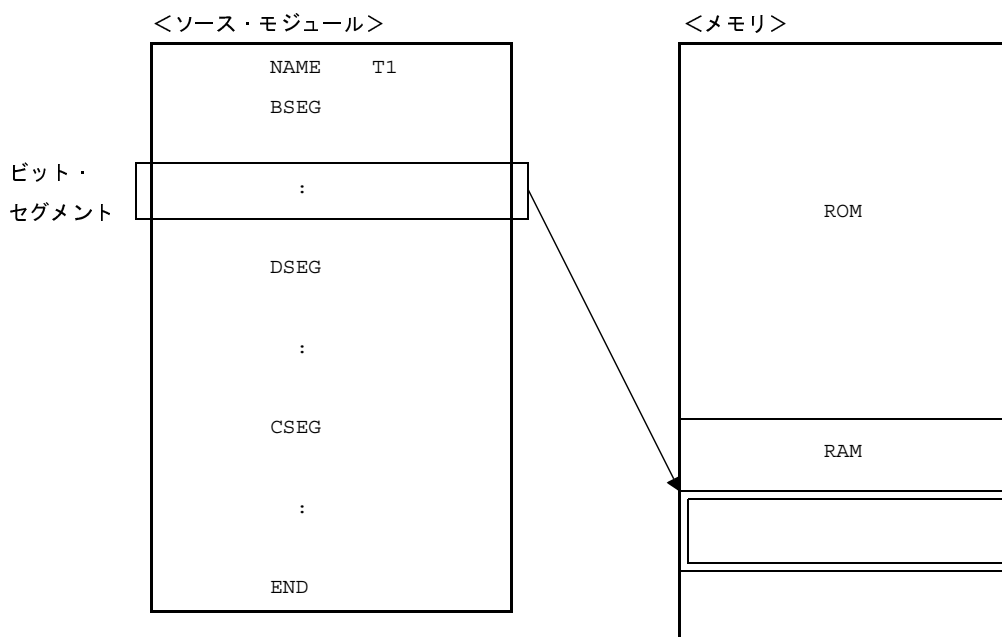 ＜ソース・モジュール＞
NAME T1
BSEG
ビット・
セグメント
:
DSEG
:
CSEG
:
END
＜メモリ＞
ROM
RAM